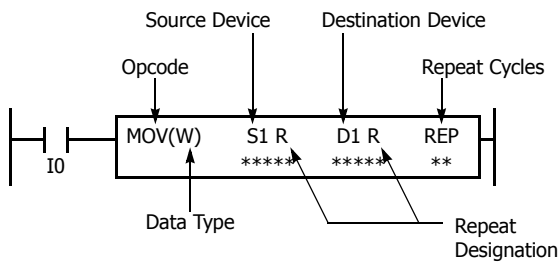 Source Device
Destination Device
Opcode
Repeat Cycles
MOV(W) S1 R D1 R REP
***** ***** **
I0
Data Type
Repeat
Designation